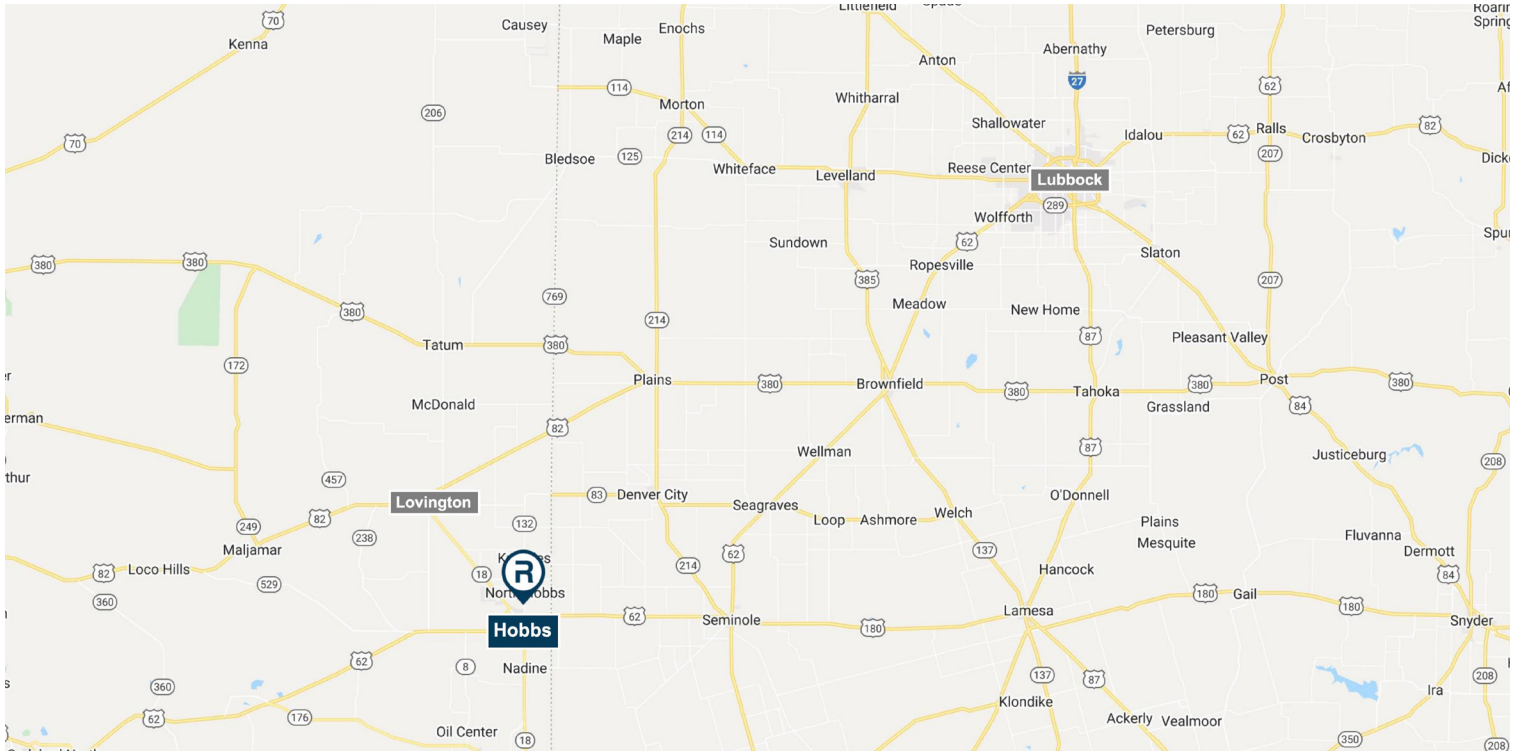 Littlefield
70
Causey
Enochs
Petersburg
Kenna
Maple
Abernathy
Anton
27
62
114
Morton
Whitharral
206
Shallowater
70
214
114
Idalou
62
Ralls
Crosbyton
82
Bledsoe
125
207
Whiteface
Levelland
Reese Center
Lubbock
289
Wolfforth
62
Sundown
Slaton
380
380
Ropesville
385
207
769
Meadow
New Home
380
214
87
Pleasant Valley
Tatum
380
172
Plains
380
Brownfield
380
Tahoka
380
Post
380
McDonald
Grassland
84
82
87
Wellman
Justiceburg
208
457
Lovington
83
Denver City
O'Donnell
Seagraves
Loop
Ashmore
Welch
82
249
132
Plains
Mesquite
238
Fluvanna
Maljamar
62
137
Dermott
R
82
Loco Hills
18
214
Hancock
84
529
North Hobbs
180
Gail
360
180
62
Seminole
Lamesa
Snyder
Hobbs
180
62
8
Nadine
137
87
208
360
Klondike
Ira
62
176
Ackerly
Vealmoor
Oil Center
18
350
208